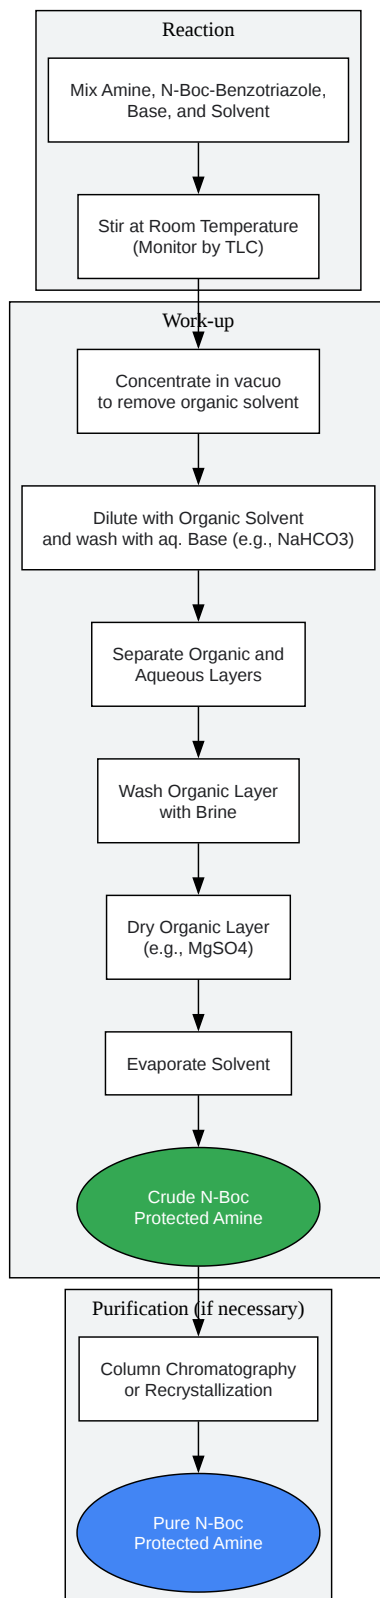 Reaction
Mix Amine, N-Boc-Benzotriazole,
Base, and Solvent
Stir at Room Temperature
(Monitor by TLC)
Work-up
Concentrate in vacuo
to remove organic solvent
Dilute with Organic Solvent
and wash with aq. Base (e.g., NaHCO3)
Separate Organic and
Aqueous Layers
Wash Organic Layer
with Brine
Dry Organic Layer
(e.g., MgSO4)
Evaporate Solvent
Crude N-Boc
Protected Amine
Purification (if necessary)
Column Chromatography
or Recrystallization
Pure N-Boc
Protected Amine